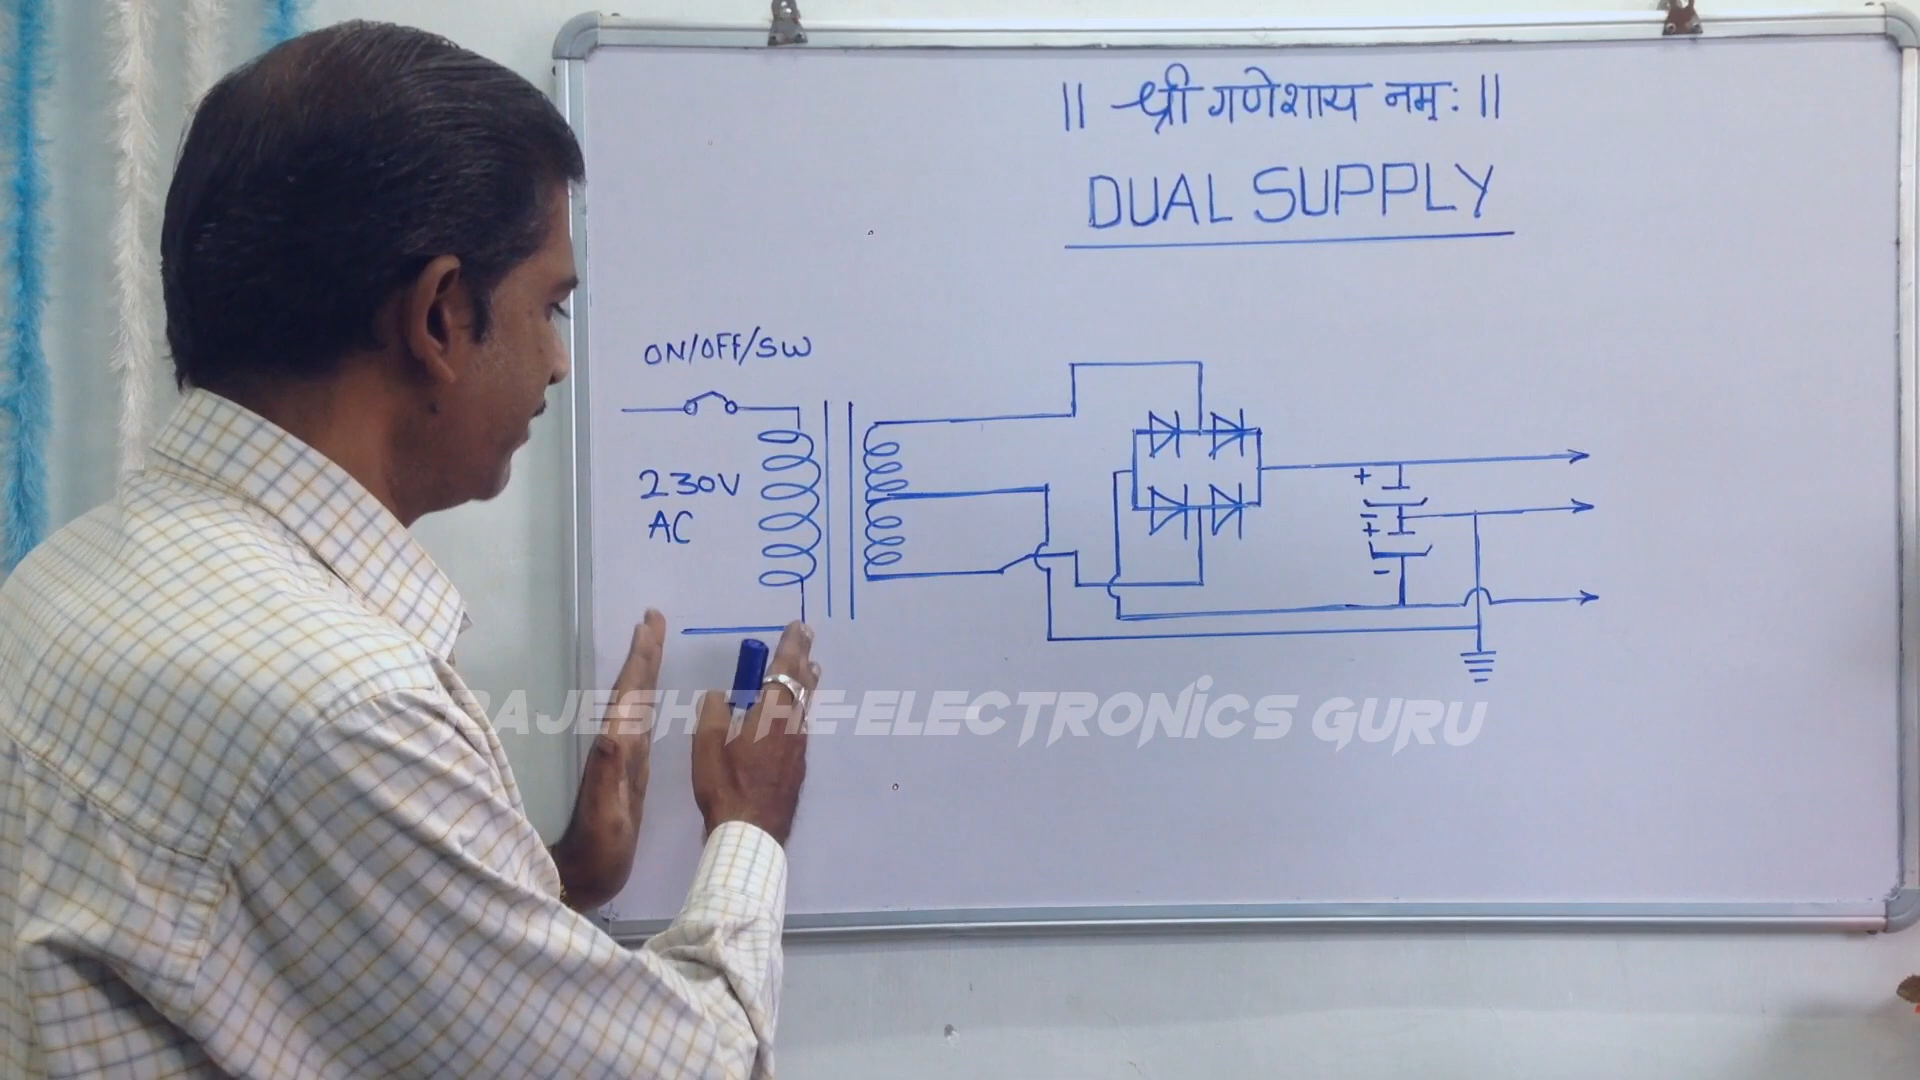 || श्री गणेशाय नमः ||
DUAL SUPPLY
ON/OFF/SW
230V
AC
+
-
+
-
RAJESH THE ELECTRONICS GURU